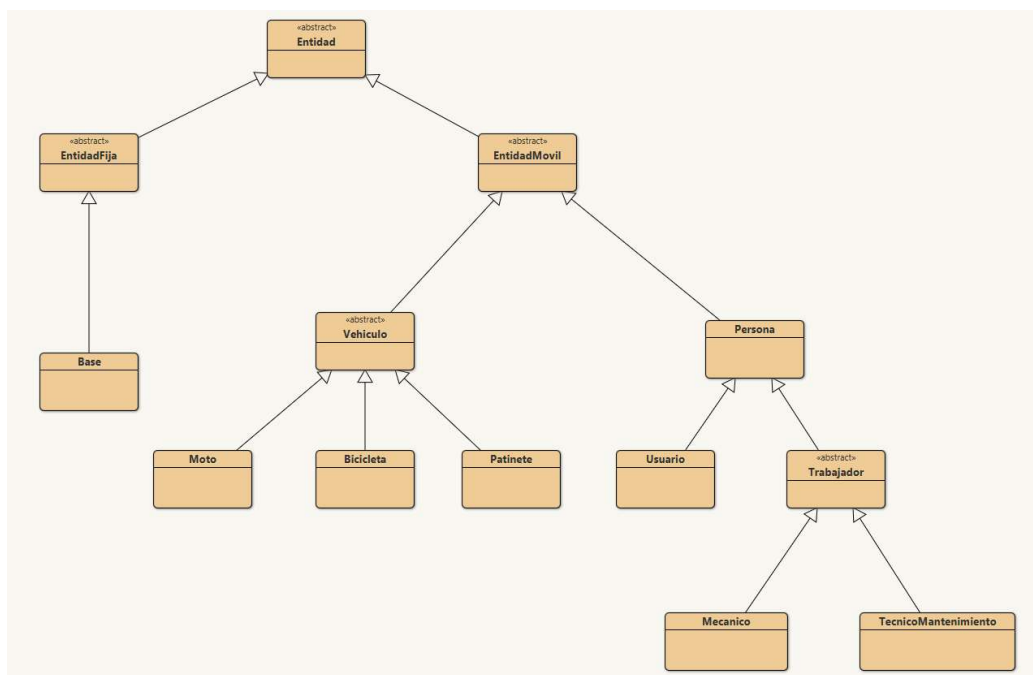 «abstract»
Entidad
«abstract»
EntidadFija
«abstract»
EntidadMovil
«abstract»
Vehiculo
Persona
Base
Moto
Bicicleta
Patinete
Usuario
«abstract»
Trabajador
Mecanico
TecnicoMantenimiento